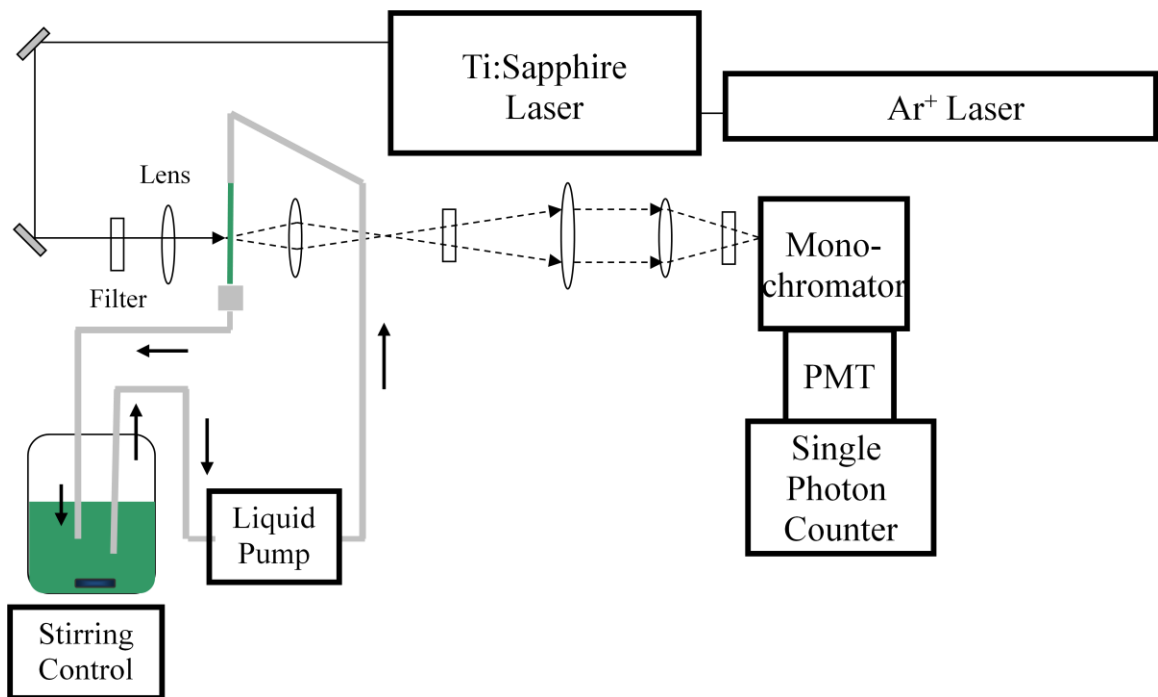 Ti:Sapphire
Laser
Ar⁺ Laser
Lens
Filter
Mono-
chromator
PMT
Single
Photon
Counter
Liquid
Pump
Stirring
Control